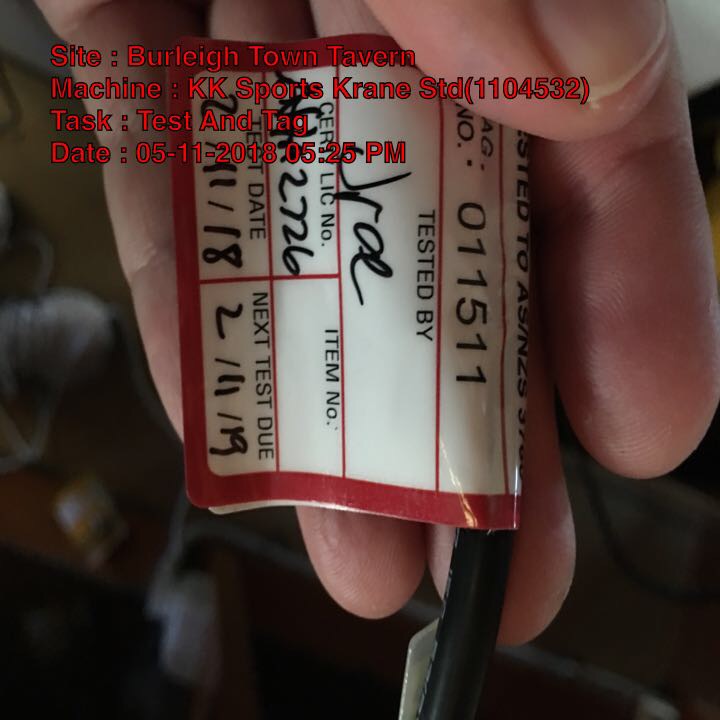 Site : Burleigh Town Tavern
Machine : KK Sports Krane Std(1104532)
Task : Test And Tag
Date : 05-11-2018 05:25 PM
TESTED TO AS/NZS
TAG NO. : 011511
TESTED BY
CERT. LIC No.
2726
ITEM No.
TEST DATE
2/11/18
NEXT TEST DUE
2/11/19